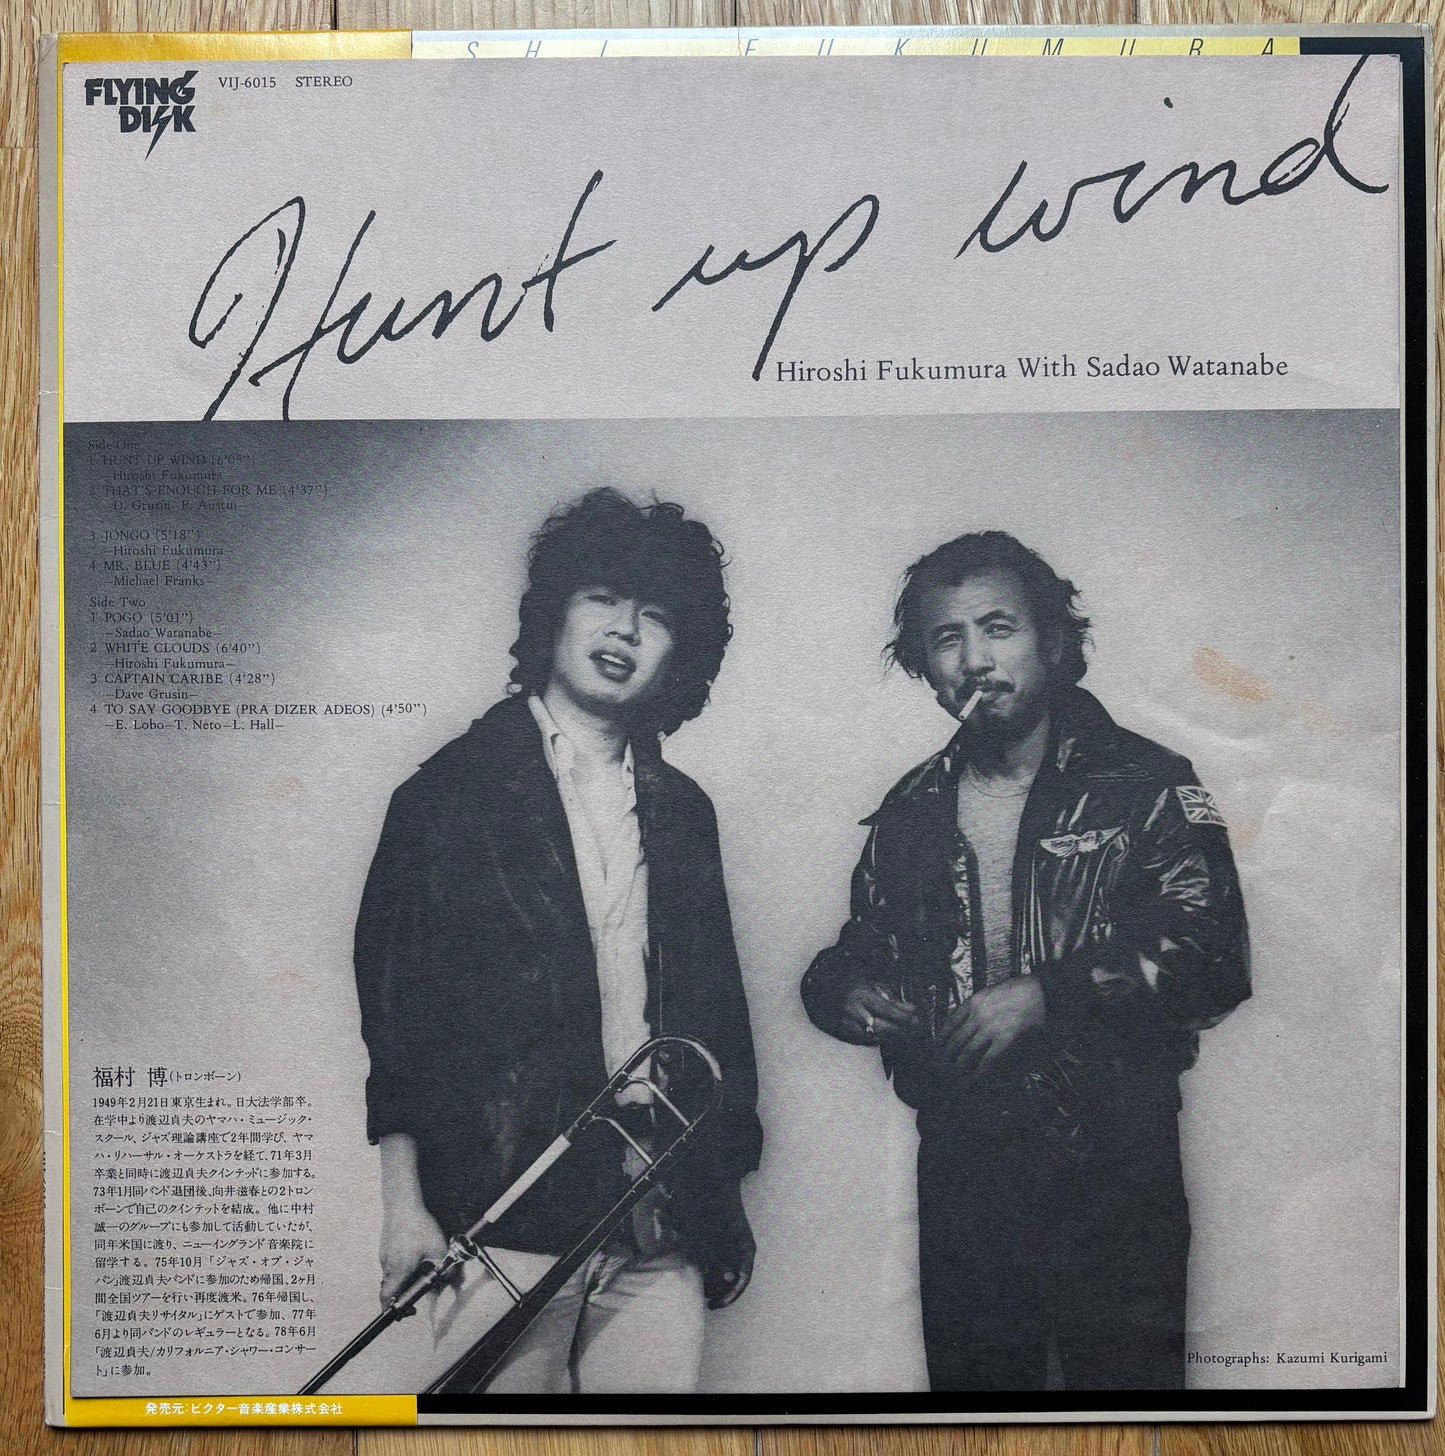 SHI FUKUMURA
FLYING DISK
VIJ-6015 STEREO
Hunt up wind
Hiroshi Fukumura With Sadao Watanabe
Side One
1 HUNT UP WIND (6'05")
—Hiroshi Fukumura—
2 THAT'S ENOUGH FOR ME (4'37")
—D. Grusin—P. Austin—
3 JONGO (5'18")
—Hiroshi Fukumura—
4 MR. BLUE (4'43")
—Michael Franks—
Side Two
1 POGO (5'01")
—Sadao Watanabe—
2 WHITE CLOUDS (6'40")
—Hiroshi Fukumura—
3 CAPTAIN CARIBE (4'28")
—Dave Grusin—
4 TO SAY GOODBYE (PRA DIZER ADEOS) (4'50")
—E. Lobo—T. Neto—L. Hall—
福村 博(トロンボーン)
1949年2月21日東京生まれ。日大法学部卒。
在学中より渡辺貞夫のヤマハ・ミュージック・
スクール、ジャズ理論講座で2年間学び、ヤマ
ハ・リハーサル・オーケストラを経て、71年3月
卒業と同時に渡辺貞夫クインテッドに参加する。
73年1月同バンド退団後、向井滋春との2トロン
ボーンで自己のクインテットを結成。他に中村
誠一のグループにも参加して活動していたが、
同年米国に渡り、ニューイングランド音楽院に
留学する。75年10月「ジャズ・オブ・ジャ
パン」渡辺貞夫バンドに参加のため帰国、2ヶ月
間全国ツアーを行い再度渡米。76年帰国し、
「渡辺貞夫リサイタル」にゲストで参加、77年
6月より同バンドのレギュラーとなる。78年6月
「渡辺貞夫/カリフォルニア・シャワー・コンサー
ト」に参加。
Photographs: Kazumi Kurigami
発売元:ビクター音楽産業株式会社